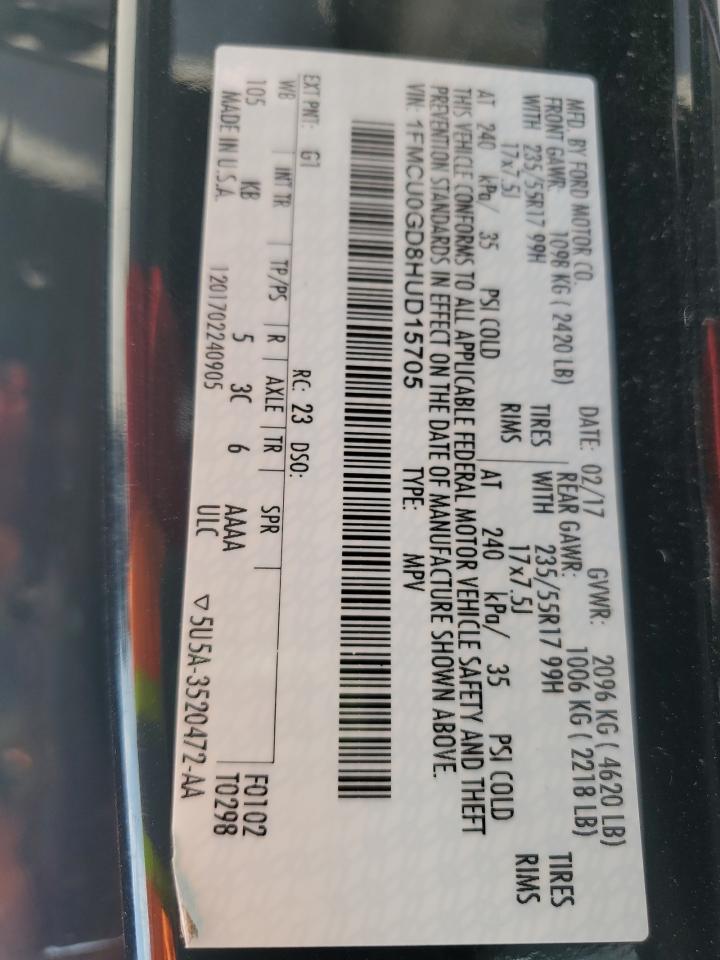 MFD. BY FORD MOTOR CO.
DATE: 02/17 GVWR: 2096 KG ( 4620 LB)
FRONT GAWR: 1098 KG ( 2420 LB) REAR GAWR: 1006 KG ( 2218 LB)
WITH 235/55R17 99H TIRES WITH 235/55R17 99H TIRES
17x7.5J RIMS 17x7.5J RIMS
AT 240 kPa/ 35 PSI COLD AT 240 kPa/ 35 PSI COLD
THIS VEHICLE CONFORMS TO ALL APPLICABLE FEDERAL MOTOR VEHICLE SAFETY AND THEFT
PREVENTION STANDARDS IN EFFECT ON THE DATE OF MANUFACTURE SHOWN ABOVE.
VIN: 1FMCU0GD8HUD15705 TYPE: MPV
EXT PNT: G1 RC: 23 DSO: F0102
WB | INT TR | TP/PS | R | AXLE | TR | SPR T0298
105 KB 5 3C 6 AAAA
MADE IN U.S.A. 1201702240905 ULC ▽5U5A-3520472-AA